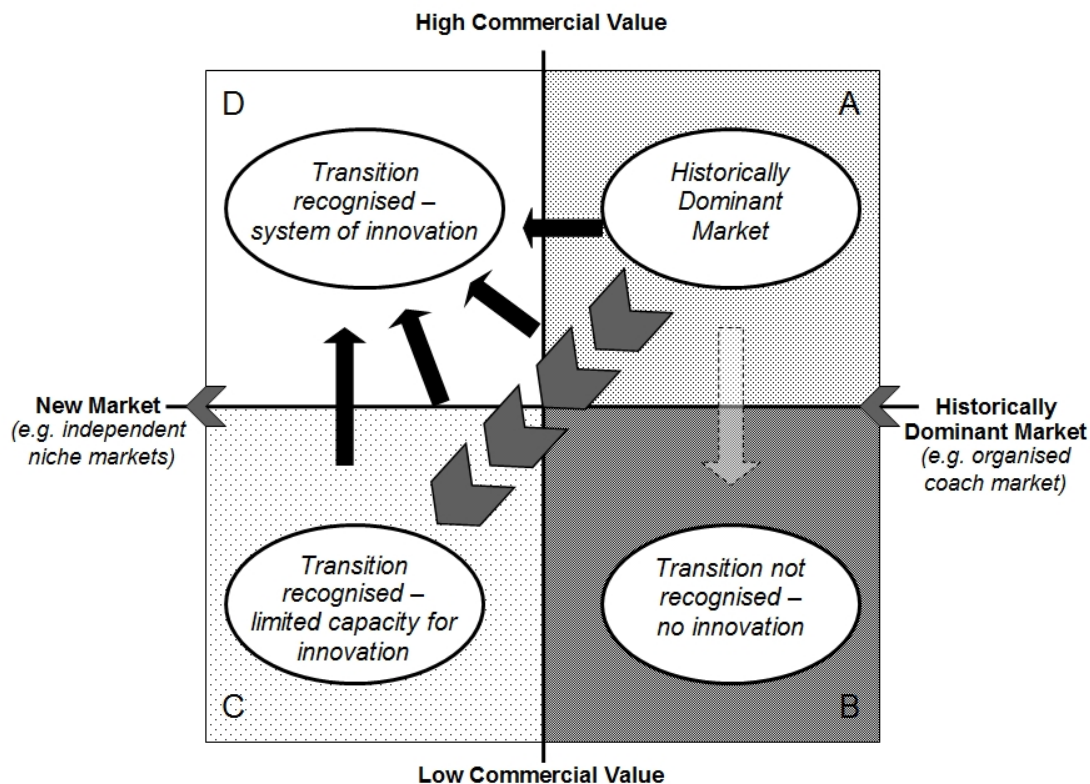 High Commercial Value
D
A
Transition
recognised –
system of innovation
Historically
Dominant
Market
New Market
(e.g. independent
niche markets)
Historically
Dominant Market
(e.g. organised
coach market)
Transition
recognised –
limited capacity for
innovation
Transition not
recognised –
no innovation
C
B
Low Commercial Value